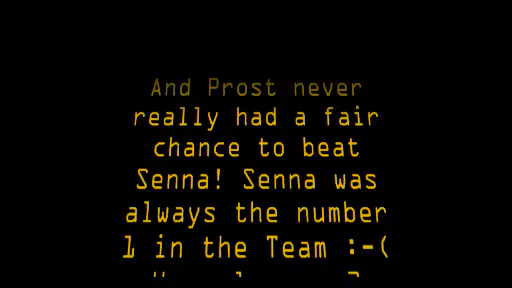 And Prost never
really had a fair
chance to beat
Senna! Senna was
always the number
1 in the Team :-(